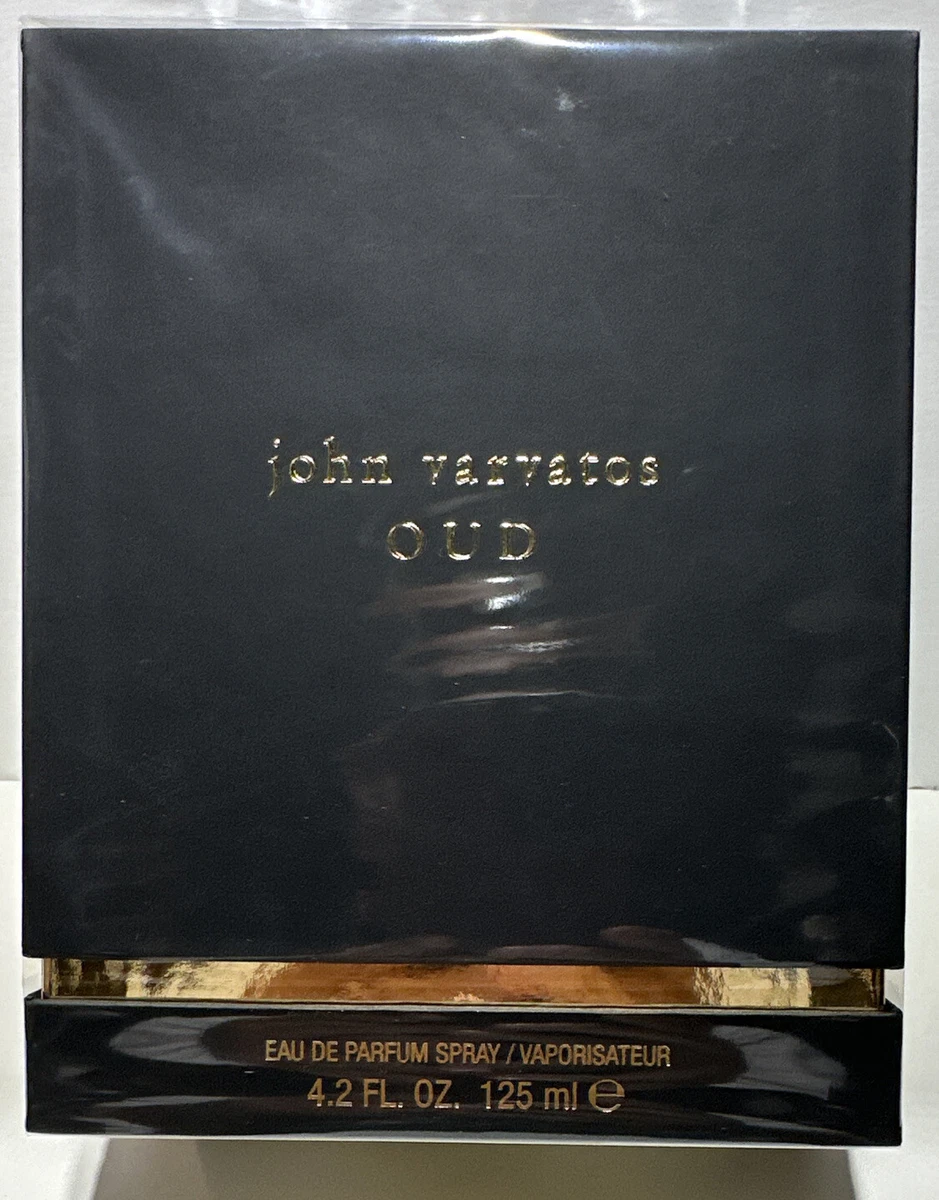 john varvatos
OUD
EAU DE PARFUM SPRAY / VAPORISATEUR
4.2 FL. OZ. 125 ml ℮